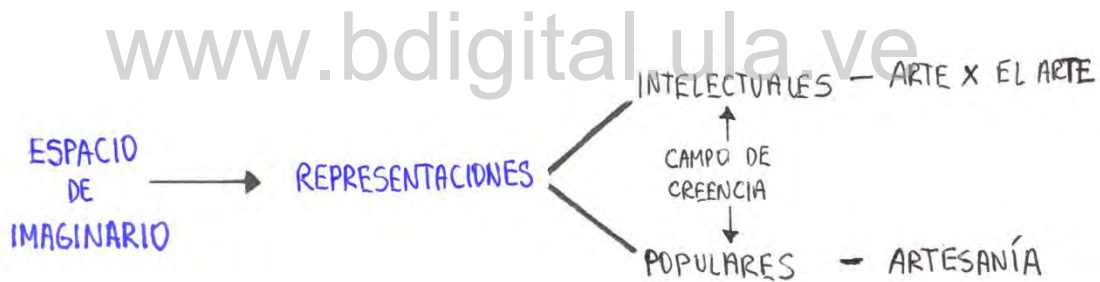 www.bdigital.ula.ve
INTELECTUALES — ARTE X EL ARTE
ESPACIO
DE
IMAGINARIO
REPRESENTACIONES
CAMPO DE
CREENCIA
POPULARES — ARTESANÍA